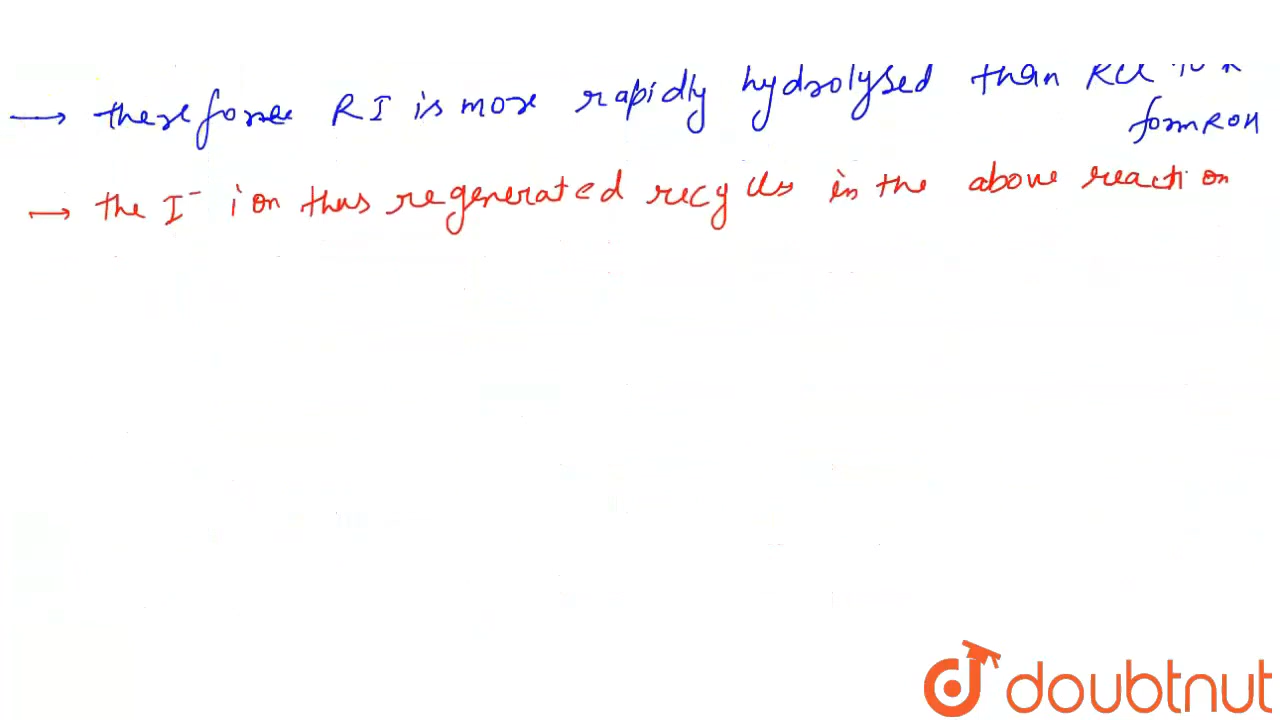 → therefore RI is more rapidly hydrolysed than RCl
form ROH
→ the I⁻ ion thus regenerated recycles in the above reaction
doubtnut